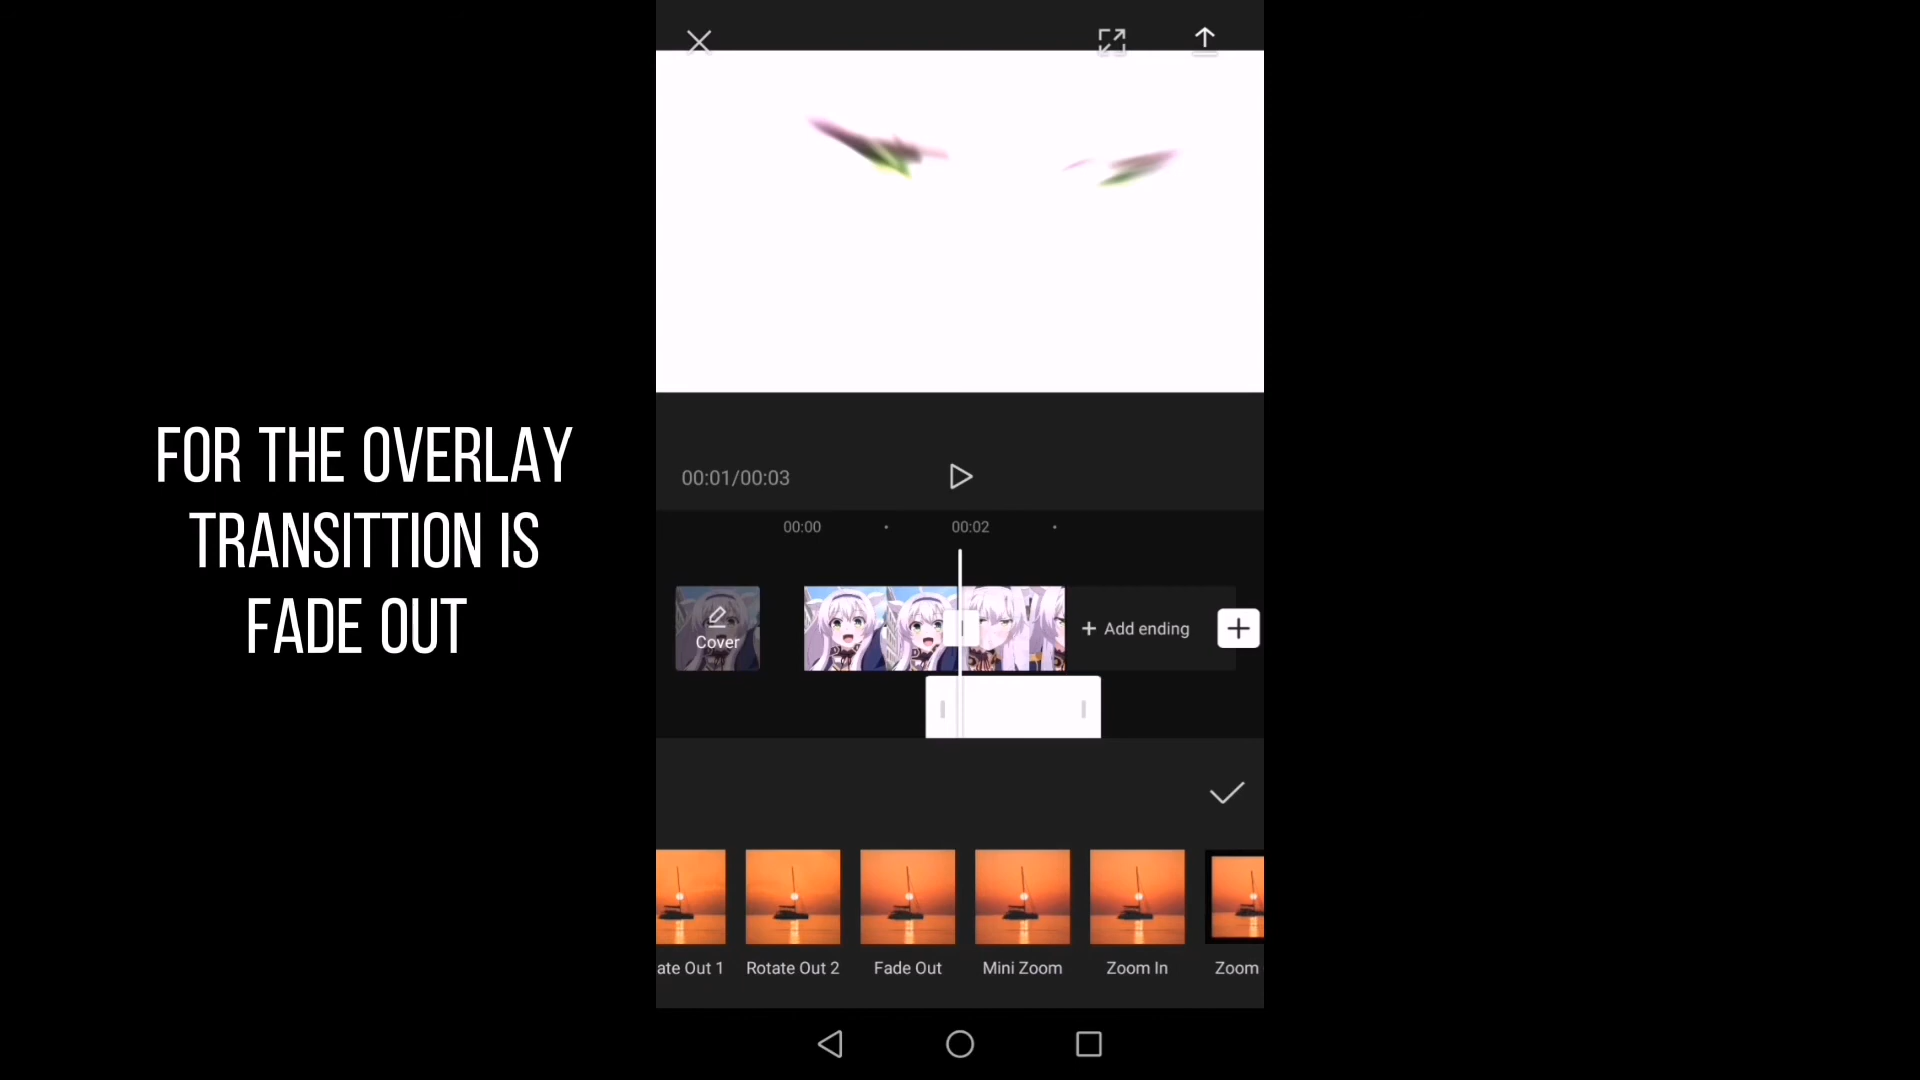 FOR THE OVERLAY
TRANSITTION IS
FADE OUT
00:01/00:03
00:00
00:02
Cover
+ Add ending
ate Out 1
Rotate Out 2
Fade Out
Mini Zoom
Zoom In
Zoom